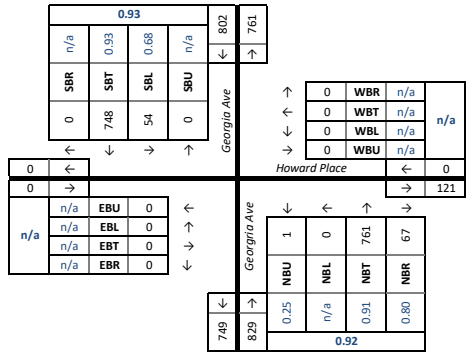 0.93
n/a 0.93 0.68 n/a
SBR SBT SBL SBU
0 748 54 0
← ↓ → ↑
802 761
↓ ↑
Georgia Ave
↑ 0 WBR n/a
← 0 WBT n/a
↓ 0 WBL n/a
→ 0 WBU n/a
n/a
Howard Place
0 ←
0 →
← 0
→ 121
n/a
n/a EBU 0 ←
n/a EBL 0 ↑
n/a EBT 0 →
n/a EBR 0 ↓
Georgria Ave
↓ ← ↑ →
1 0 761 67
NBU NBL NBT NBR
0.25 n/a 0.91 0.80
0.92
↓ ↑
749 829